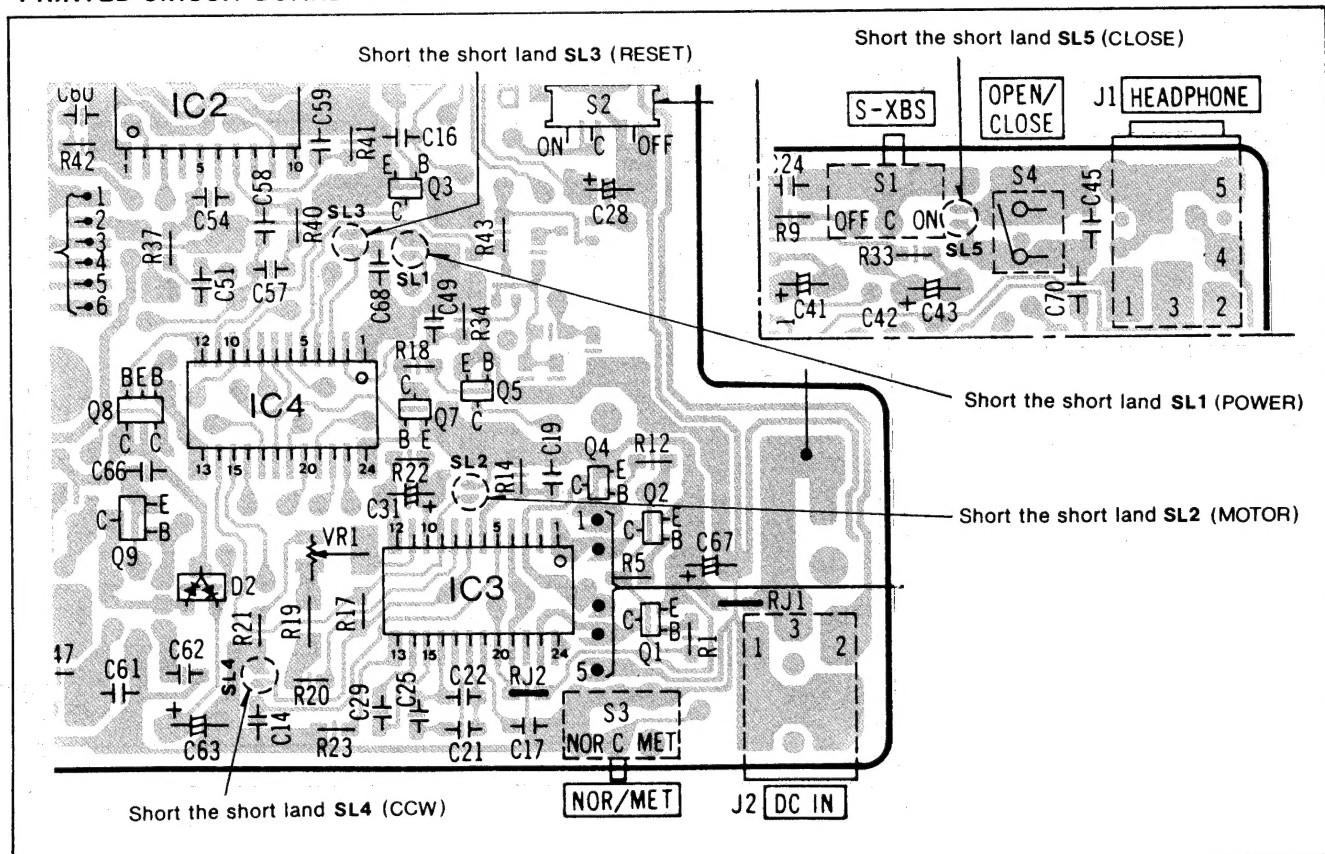 Short the short land SL3 (RESET)
Short the short land SL5 (CLOSE)
S-XBS
OPEN/
CLOSE
J1 HEADPHONE
C60
IC2
C59
R41
C16
S2
ON C OFF
R42
1 5 10
E B
Q3
C
C28
C24
S1
S4
C45
5
1
2
3
4
5
6
C54
C58
R40
SL3
R43
R9
OFF C ON
SL5
R37
C51
C57
C68
SL1
C49
R34
R33
4
C41
C42
C43
C70
1 3 2
12 10 5 1
R18
E B
Q5
C
BEB
Q8
C C
IC4
C
Q7
B E
Short the short land SL1 (POWER)
13 15 20 24
C66
R22
SL2
R14
C19
Q4
E
C
B
R12
C31
Q2
E
C
B
Short the short land SL2 (MOTOR)
C
E
B
Q9
VR1
12 10 5 1
1
IC3
R5
C67
D2
R21
R19
R17
C
E
B
Q1
R1
RJ1
1 3 2
13 15 20 24
5
47
C61
C62
SL4
R20
C29
C25
C22
RJ2
S3
NOR C MET
C63
C14
R23
C21
C17
NOR/MET
J2 DC IN
Short the short land SL4 (CCW)